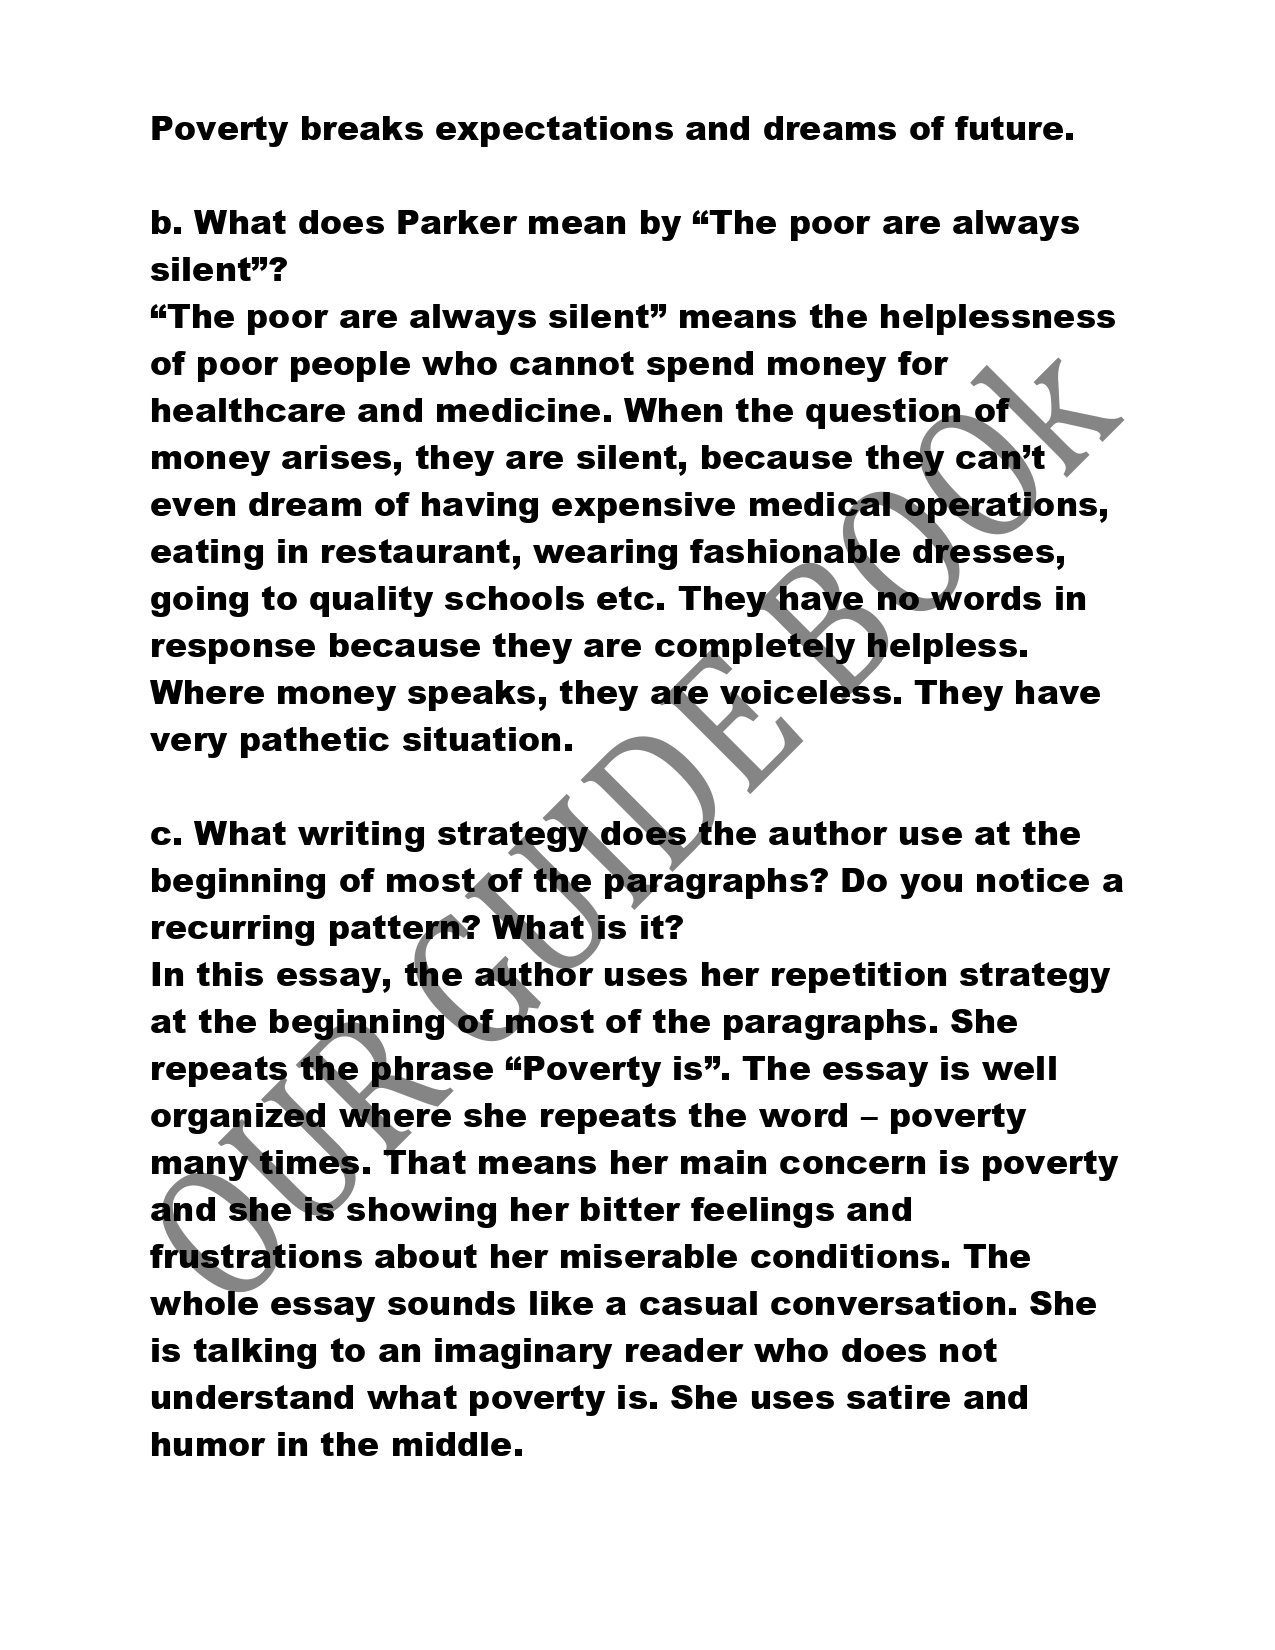 Poverty breaks expectations and dreams of future.
b. What does Parker mean by “The poor are always
silent”?
“The poor are always silent” means the helplessness
of poor people who cannot spend money for
healthcare and medicine. When the question of
money arises, they are silent, because they can’t
even dream of having expensive medical operations,
eating in restaurant, wearing fashionable dresses,
going to quality schools etc. They have no words in
response because they are completely helpless.
Where money speaks, they are voiceless. They have
very pathetic situation.
c. What writing strategy does the author use at the
beginning of most of the paragraphs? Do you notice a
recurring pattern? What is it?
In this essay, the author uses her repetition strategy
at the beginning of most of the paragraphs. She
repeats the phrase “Poverty is”. The essay is well
organized where she repeats the word – poverty
many times. That means her main concern is poverty
and she is showing her bitter feelings and
frustrations about her miserable conditions. The
whole essay sounds like a casual conversation. She
is talking to an imaginary reader who does not
understand what poverty is. She uses satire and
humor in the middle.
OUR GUIDE BOOk